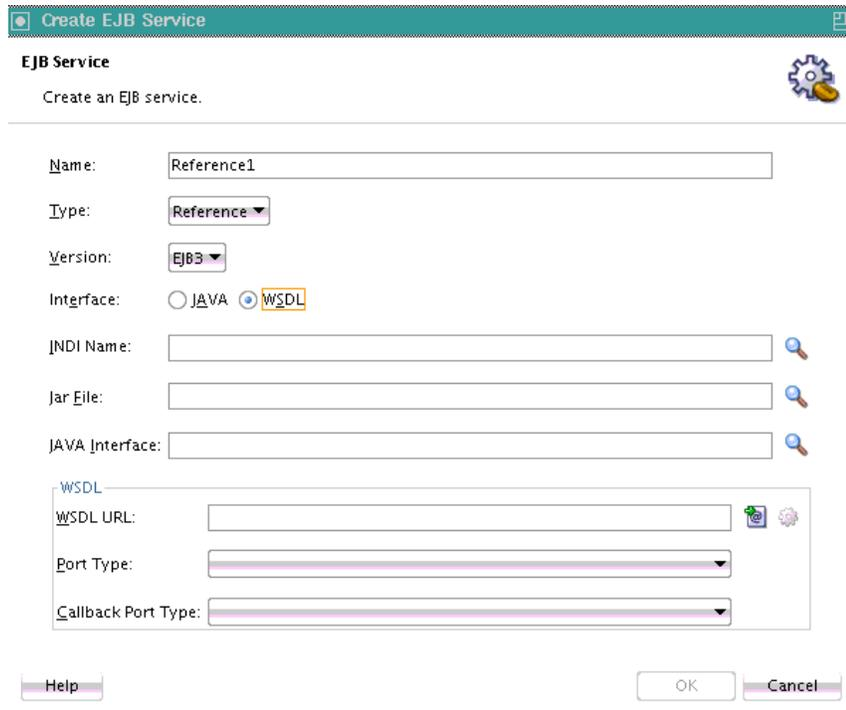 Create EJB Service
EJB Service
Create an EJB service.
Name: Reference1
Type: Reference
Version: EJB3
Interface: JAVA WSDL
JNDI Name:
Jar File:
JAVA Interface:
WSDL
WSDL URL:
Port Type:
Callback Port Type:
Help OK Cancel